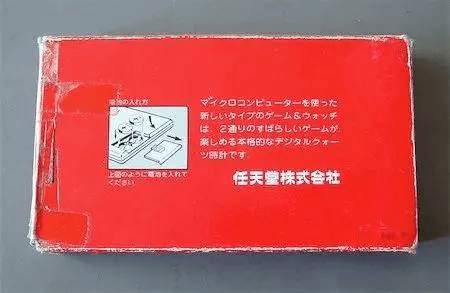 電池の入れ方
上図のように電池を入れて
ください。
マイクロコンピューターを使った
新しいタイプのゲーム&ウォッチ
は、2通りのすばらしいゲームが
楽しめる本格的なデジタルクォー
ツ時計です。
任天堂株式会社